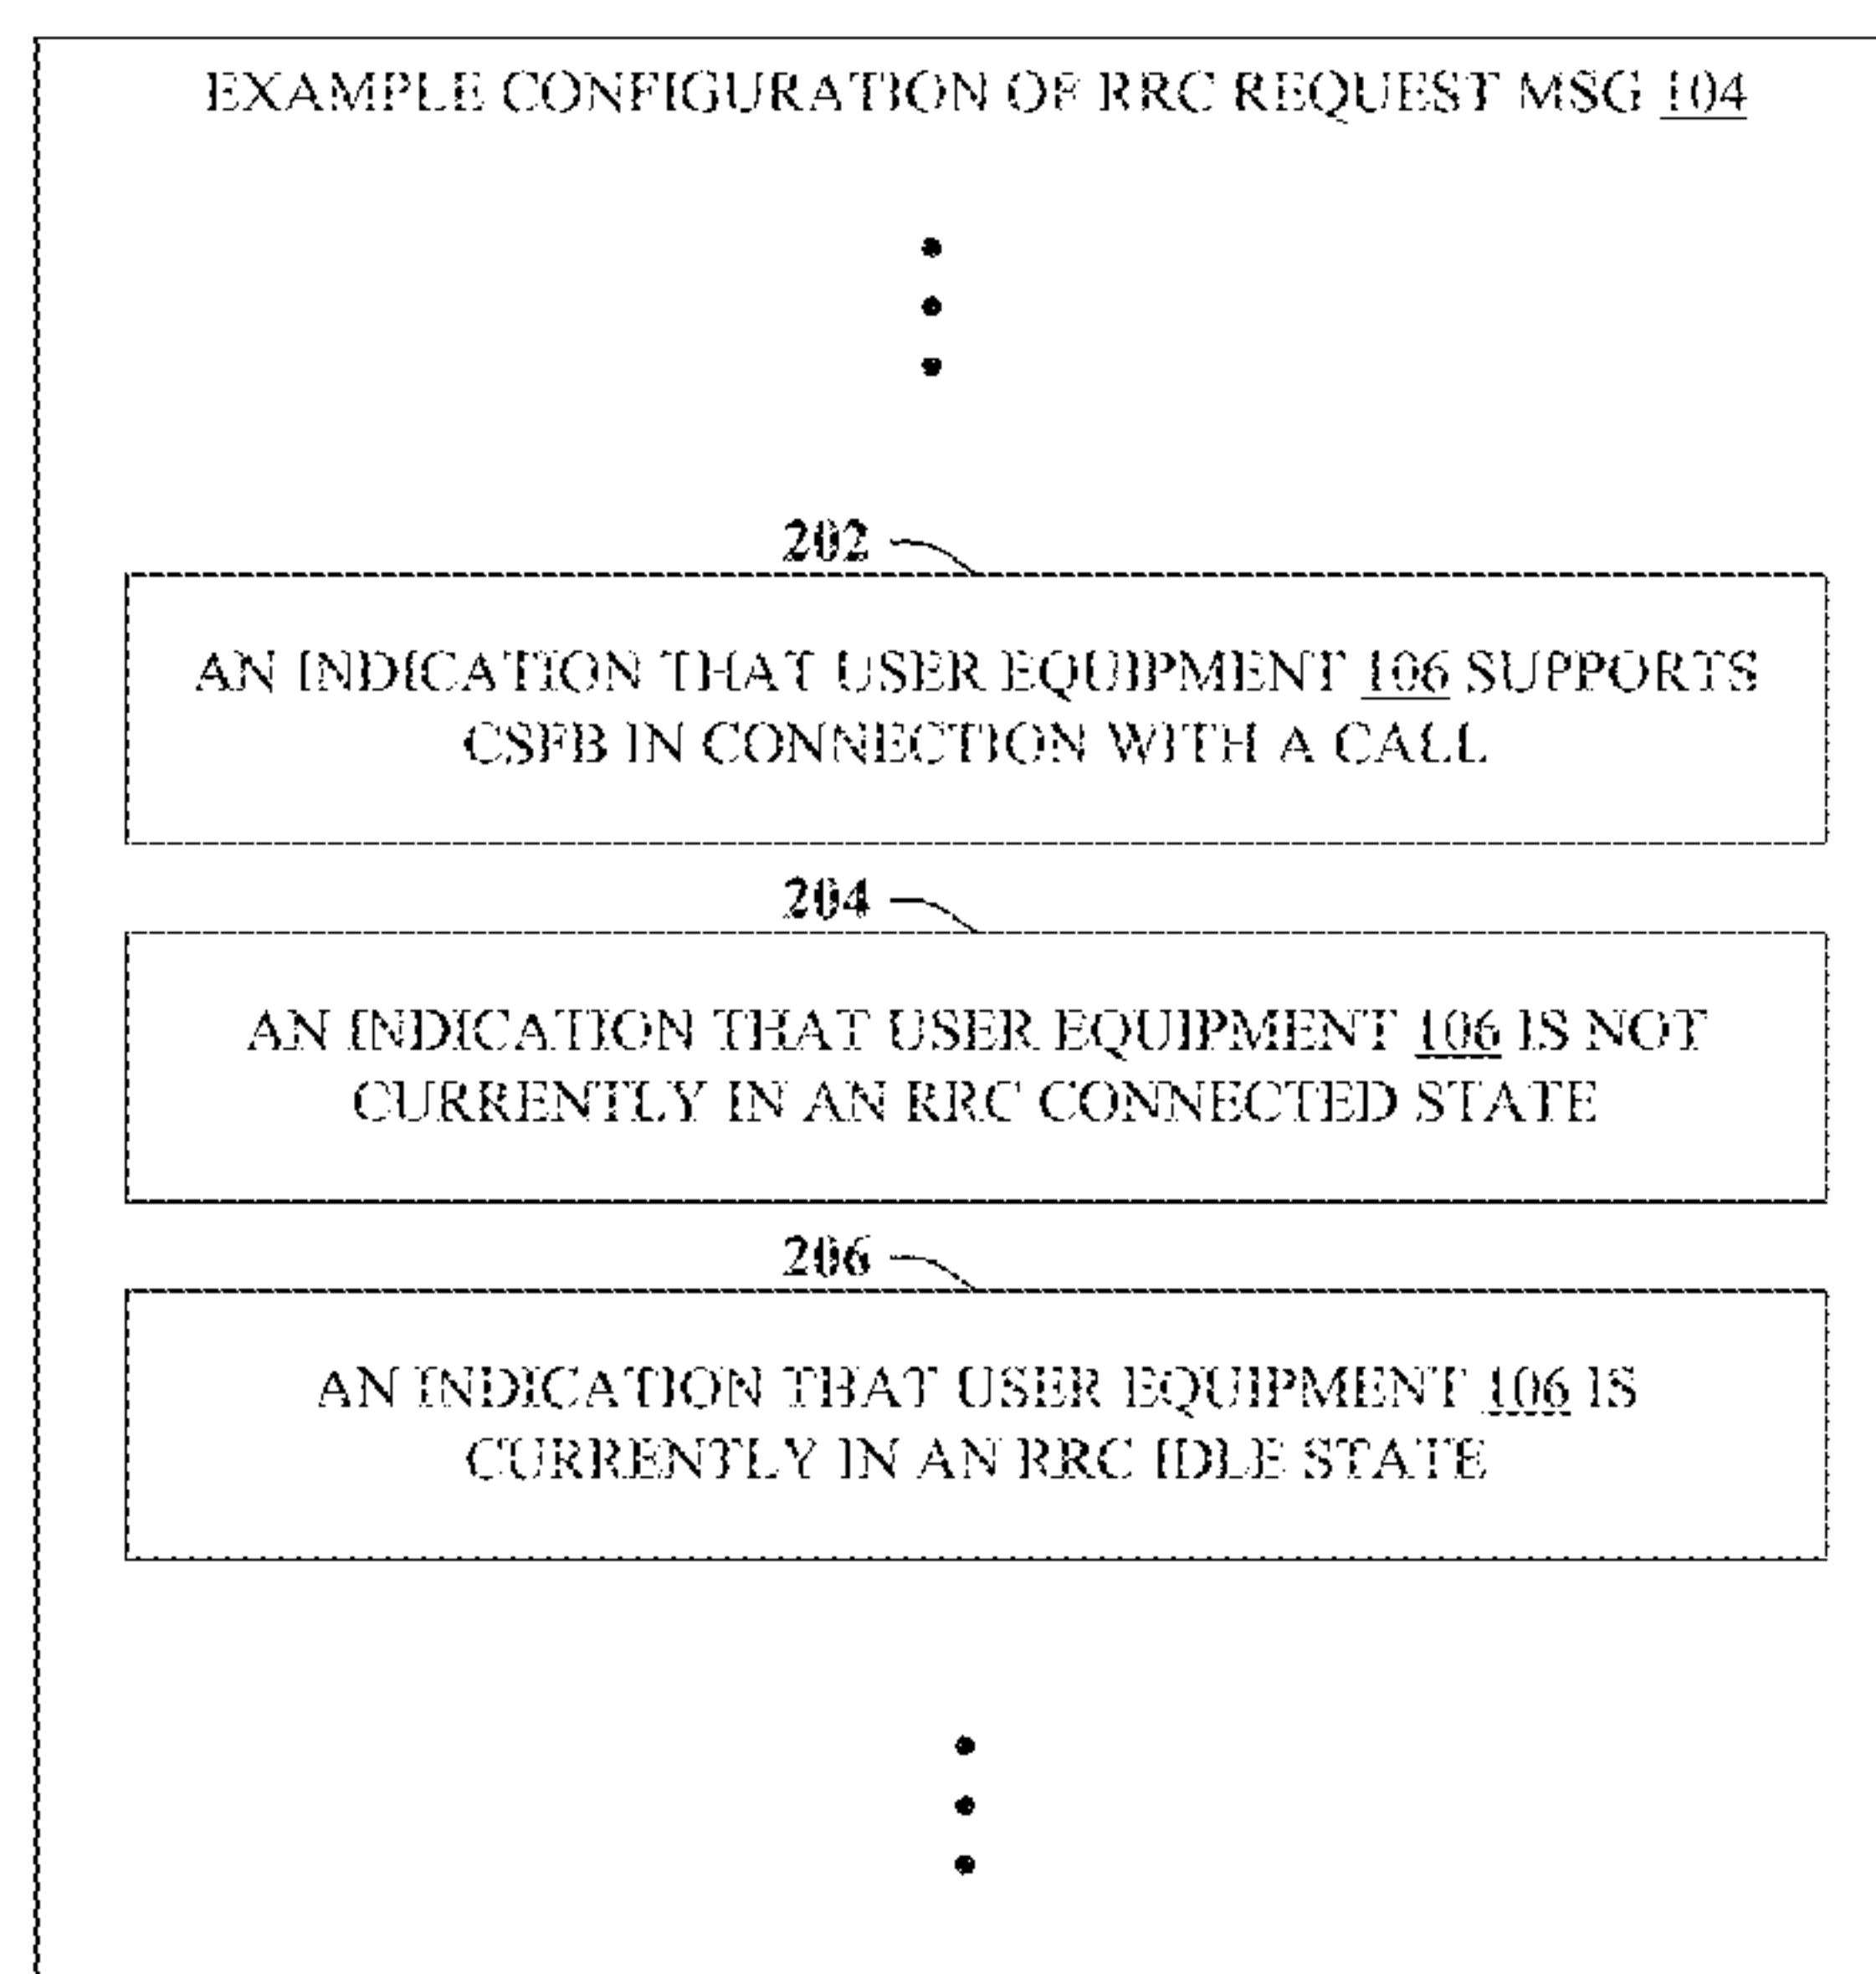 EXAMPLE CONFIGURATION OF RRC REQUEST MSG 104
202
AN INDICATION THAT USER EQUIPMENT 106 SUPPORTS
CSFB IN CONNECTION WITH A CALL
204
AN INDICATION THAT USER EQUIPMENT 106 IS NOT
CURRENTLY IN AN RRC CONNECTED STATE
206
AN INDICATION THAT USER EQUIPMENT 106 IS
CURRENTLY IN AN RRC IDLE STATE